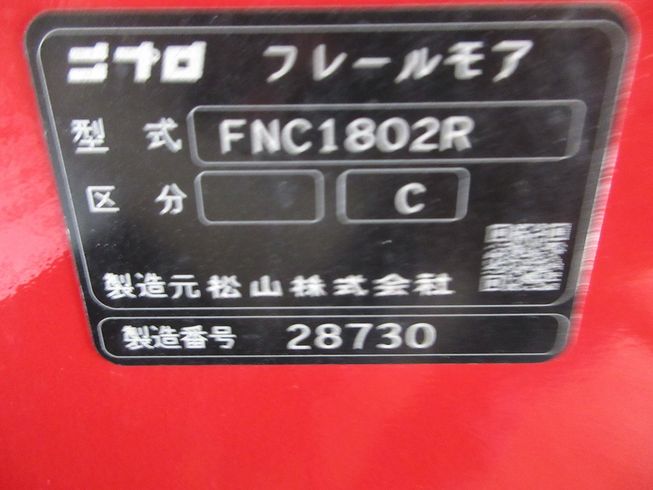 ニプロ フレールモア
型式 FNC1802R
区分 C
製造元 松山株式会社
製造番号 28730